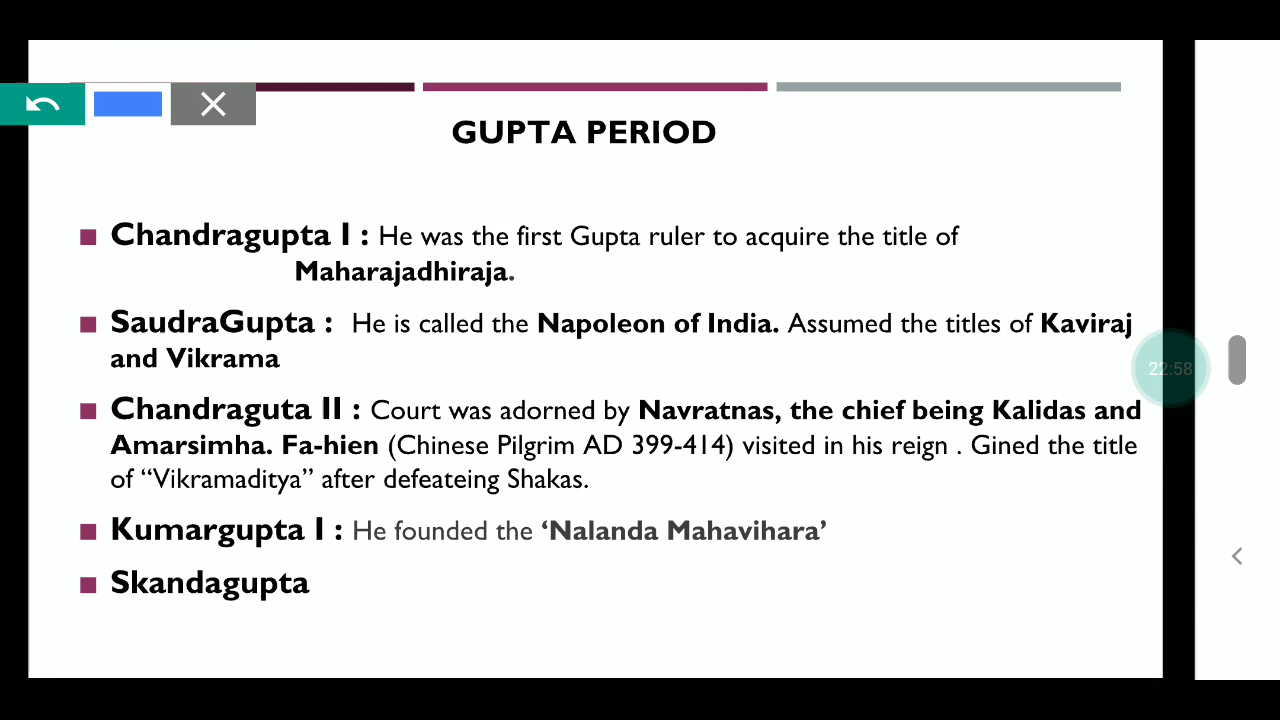 GUPTA PERIOD
Chandragupta I : He was the first Gupta ruler to acquire the title of
Maharajadhiraja.
SaudraGupta : He is called the Napoleon of India. Assumed the titles of Kaviraj
and Vikrama
22:58
Chandraguta II : Court was adorned by Navratnas, the chief being Kalidas and
Amarsimha. Fa-hien (Chinese Pilgrim AD 399-414) visited in his reign . Gined the title
of “Vikramaditya” after defeateing Shakas.
Kumargupta I : He founded the ‘Nalanda Mahavihara’
Skandagupta